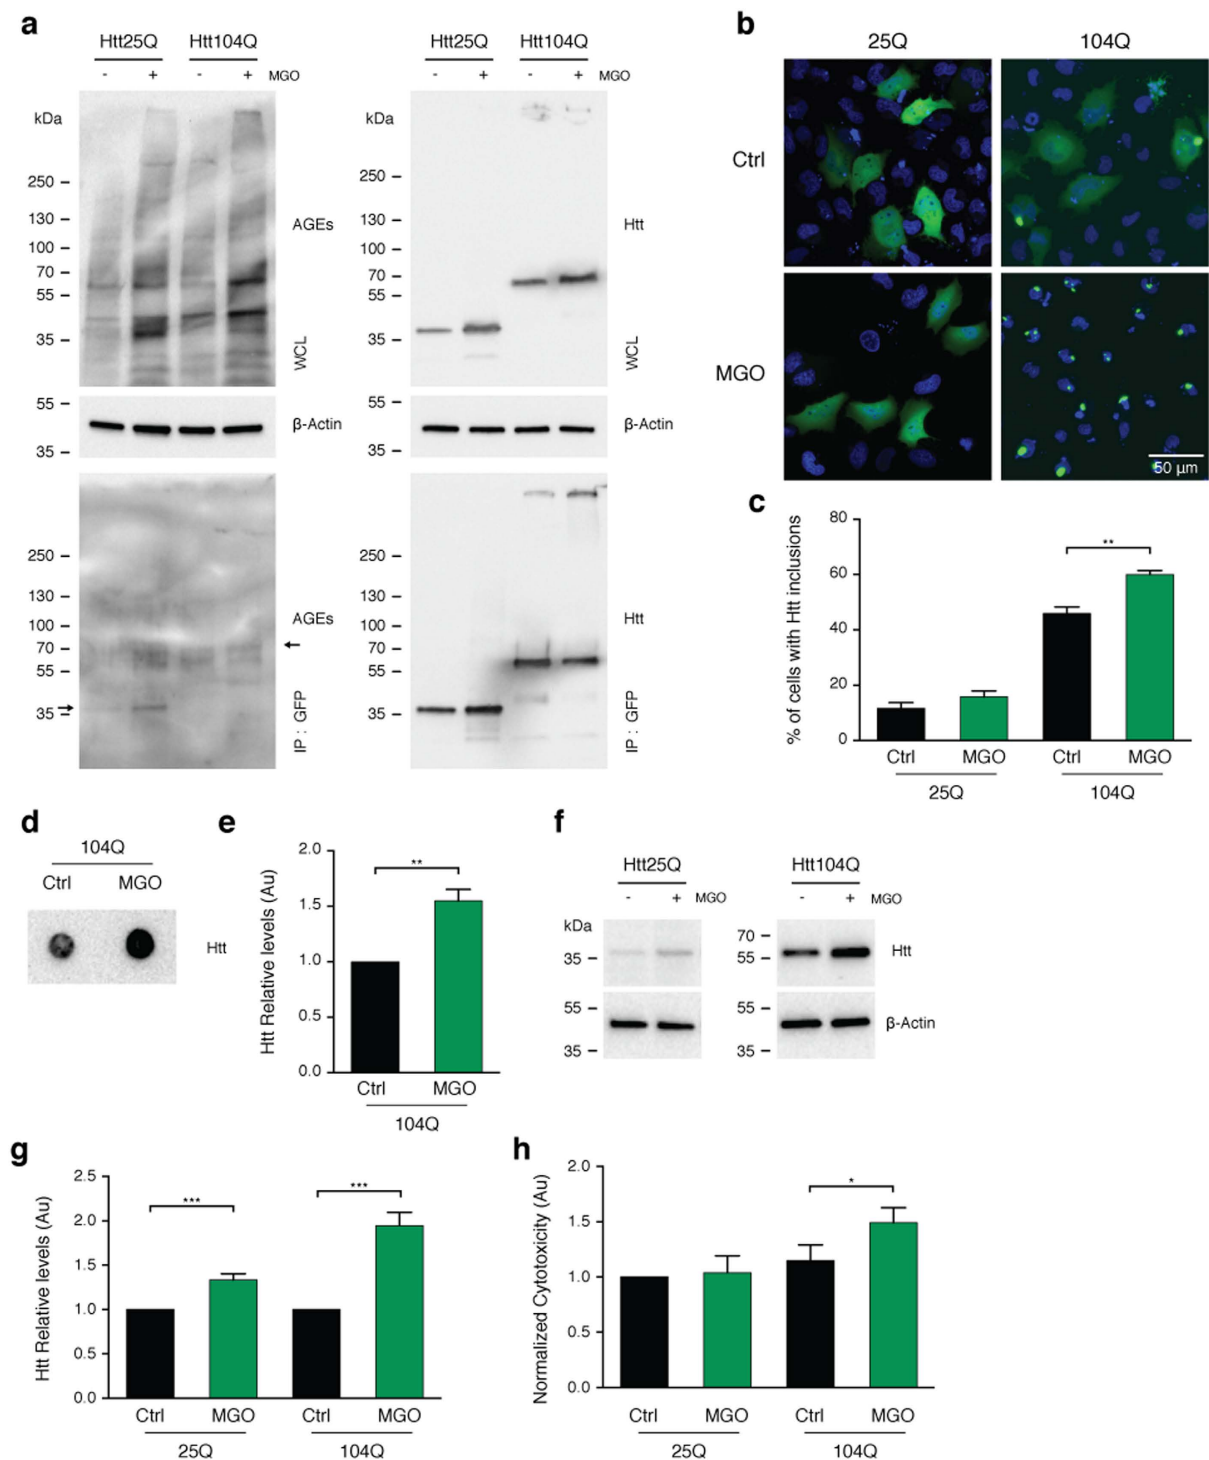 a
Htt25Q Htt104Q
- + - + MGO
kDa
250
130
100
70
55
35
AGEs
WCL
55
35
β-Actin
250
130
100
70
55
35
AGEs
IP : GFP
Htt25Q Htt104Q
- + - + MGO
kDa
250
130
100
70
55
35
Htt
WCL
55
35
β-Actin
250
130
100
70
55
35
Htt
IP : GFP
b
25Q 104Q
Ctrl
MGO
50 µm
c
% of cells with Htt inclusions
80
60
40
20
0
**
Ctrl MGO Ctrl MGO
25Q 104Q
d
104Q
Ctrl MGO
Htt
e
Htt Relative levels (Au)
2.0
1.5
1.0
0.5
0.0
**
Ctrl MGO
104Q
f
Htt25Q Htt104Q
- + MGO - + MGO
kDa
35
70
55
Htt
55
35
55
35
β-Actin
g
Htt Relative levels (Au)
2.5
2.0
1.5
1.0
0.5
0.0
*** ***
Ctrl MGO Ctrl MGO
25Q 104Q
h
Normalized Cytotoxicity (Au)
2.0
1.5
1.0
0.5
0.0
*
Ctrl MGO Ctrl MGO
25Q 104Q